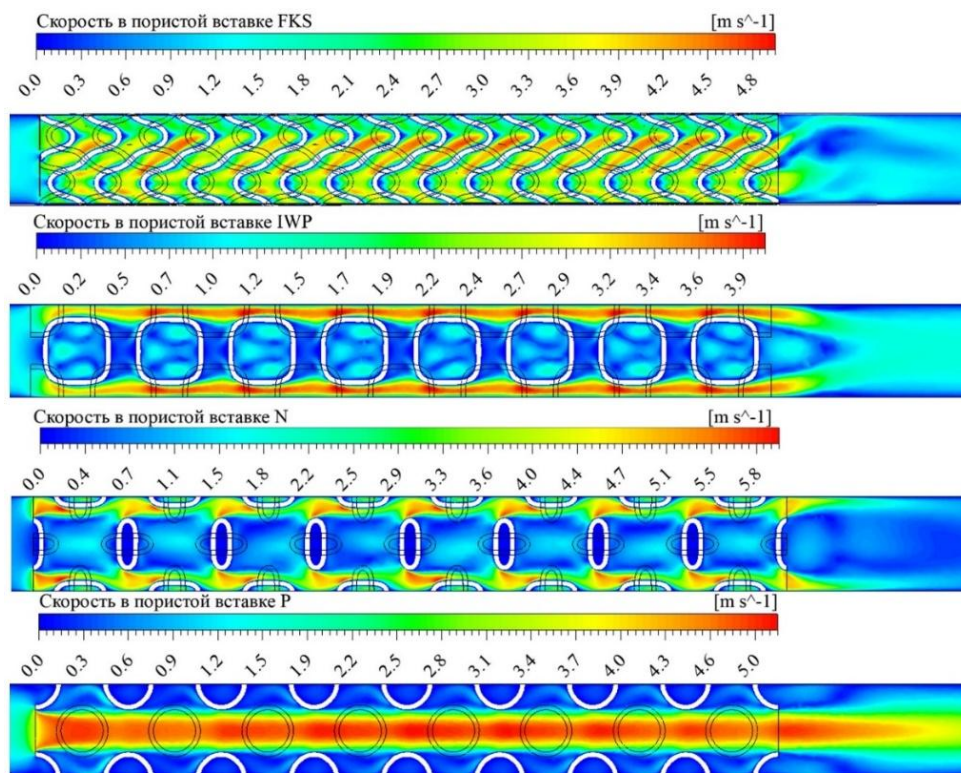 Скорость в пористой вставке FKS [m s^-1]
0.0 0.3 0.6 0.9 1.2 1.5 1.8 2.1 2.4 2.7 3.0 3.3 3.6 3.9 4.2 4.5 4.8
Скорость в пористой вставке IWP [m s^-1]
0.0 0.2 0.5 0.7 1.0 1.2 1.5 1.7 1.9 2.2 2.4 2.7 2.9 3.2 3.4 3.6 3.9
Скорость в пористой вставке N [m s^-1]
0.0 0.4 0.7 1.1 1.5 1.8 2.2 2.5 2.9 3.3 3.6 4.0 4.4 4.7 5.1 5.5 5.8
Скорость в пористой вставке P [m s^-1]
0.0 0.3 0.6 0.9 1.2 1.5 1.9 2.2 2.5 2.8 3.1 3.4 3.7 4.0 4.3 4.6 5.0